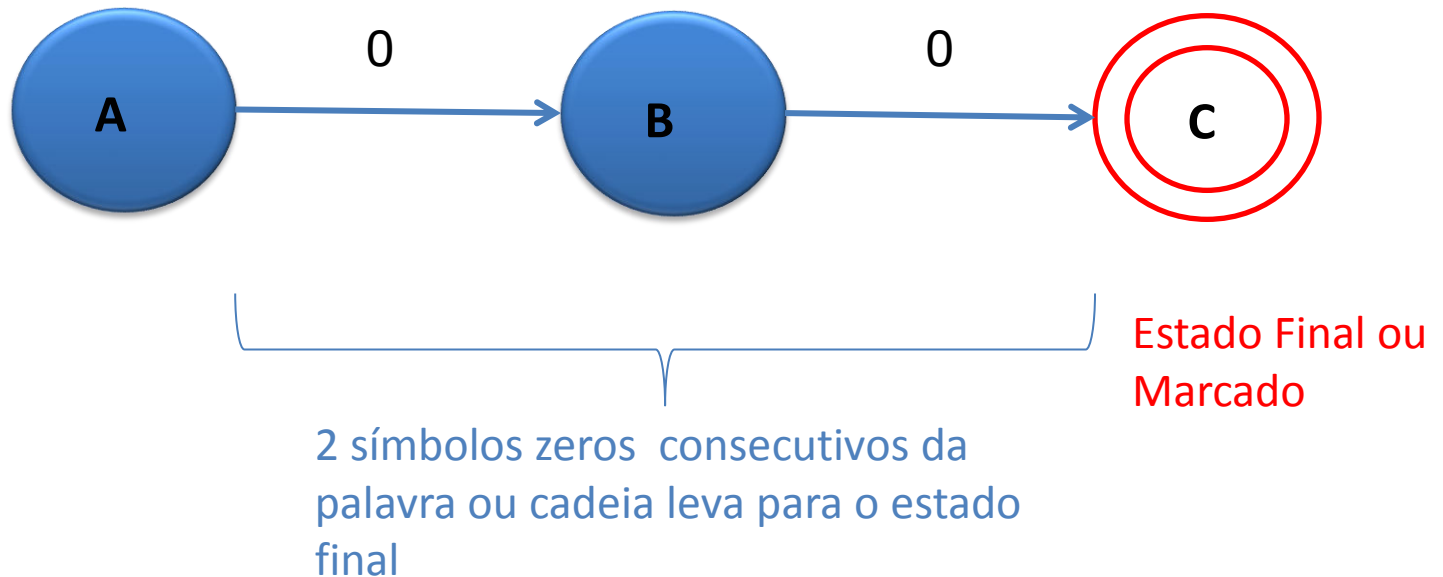 0 0
A B C
Estado Final ou
Marcado
2 símbolos zeros consecutivos da
palavra ou cadeia leva para o estado
final